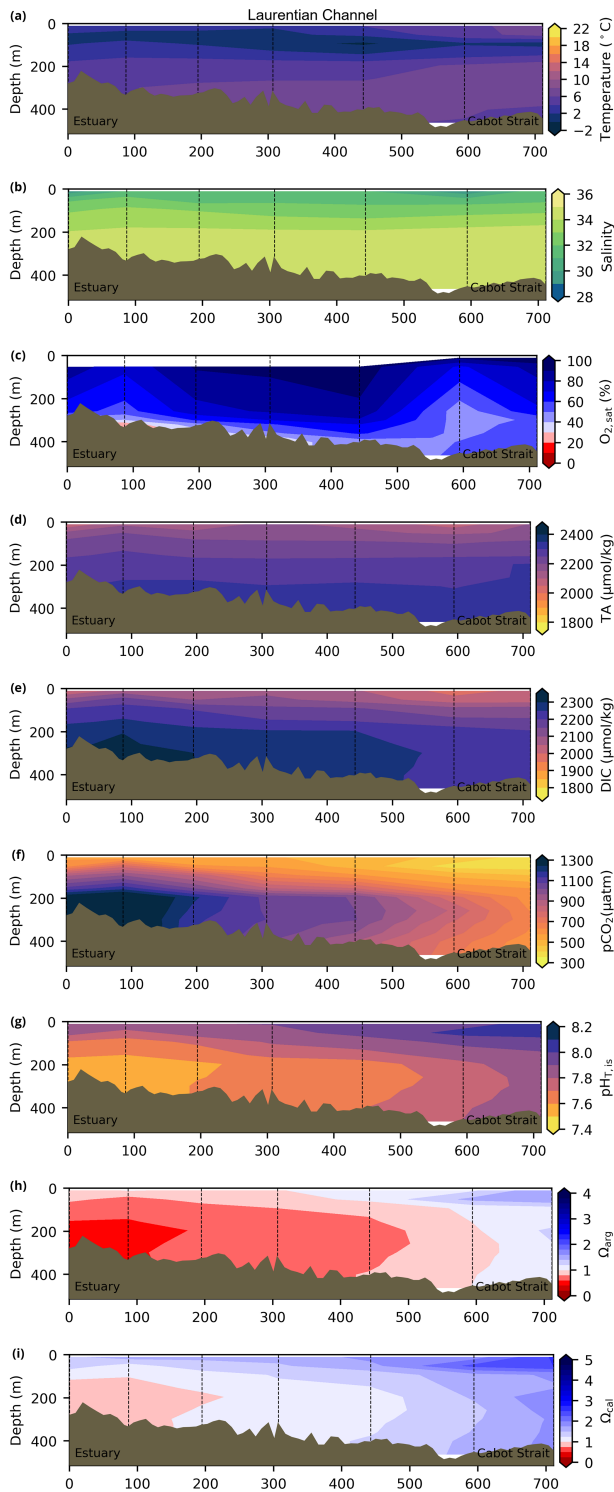 Laurentian Channel
(a)
Depth (m)
0
200
400
Estuary
Cabot Strait
0 100 200 300 400 500 600 700
22
18
14
10
6
2
−2
Temperature (°C)
(b)
Depth (m)
0
200
400
Estuary
Cabot Strait
0 100 200 300 400 500 600 700
36
34
32
30
28
Salinity
(c)
Depth (m)
0
200
400
Estuary
Cabot Strait
0 100 200 300 400 500 600 700
100
80
60
40
20
0
O2,sat (%)
(d)
Depth (m)
0
200
400
Estuary
Cabot Strait
0 100 200 300 400 500 600 700
2400
2200
2000
1800
TA (μmol/kg)
(e)
Depth (m)
0
200
400
Estuary
Cabot Strait
0 100 200 300 400 500 600 700
2300
2200
2100
2000
1900
1800
DIC (μmol/kg)
(f)
Depth (m)
0
200
400
Estuary
Cabot Strait
0 100 200 300 400 500 600 700
1300
1100
900
700
500
300
pCO2(μatm)
(g)
Depth (m)
0
200
400
Estuary
Cabot Strait
0 100 200 300 400 500 600 700
8.2
8.0
7.8
7.6
7.4
pHT,is
(h)
Depth (m)
0
200
400
Estuary
Cabot Strait
0 100 200 300 400 500 600 700
4
3
2
1
0
Ωarg
(i)
Depth (m)
0
200
400
Estuary
Cabot Strait
0 100 200 300 400 500 600 700
5
4
3
2
1
0
Ωcal